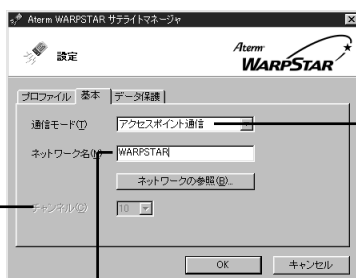 Aterm WARPSTAR サテライトマネージャ
設定
Aterm
WARPSTAR
プロファイル 基本 データ保護
通信モード(T) アクセスポイント通信
ネットワーク名(N) WARPSTAR
ネットワークの参照(B)...
チャンネル(C) 10
OK キャンセル